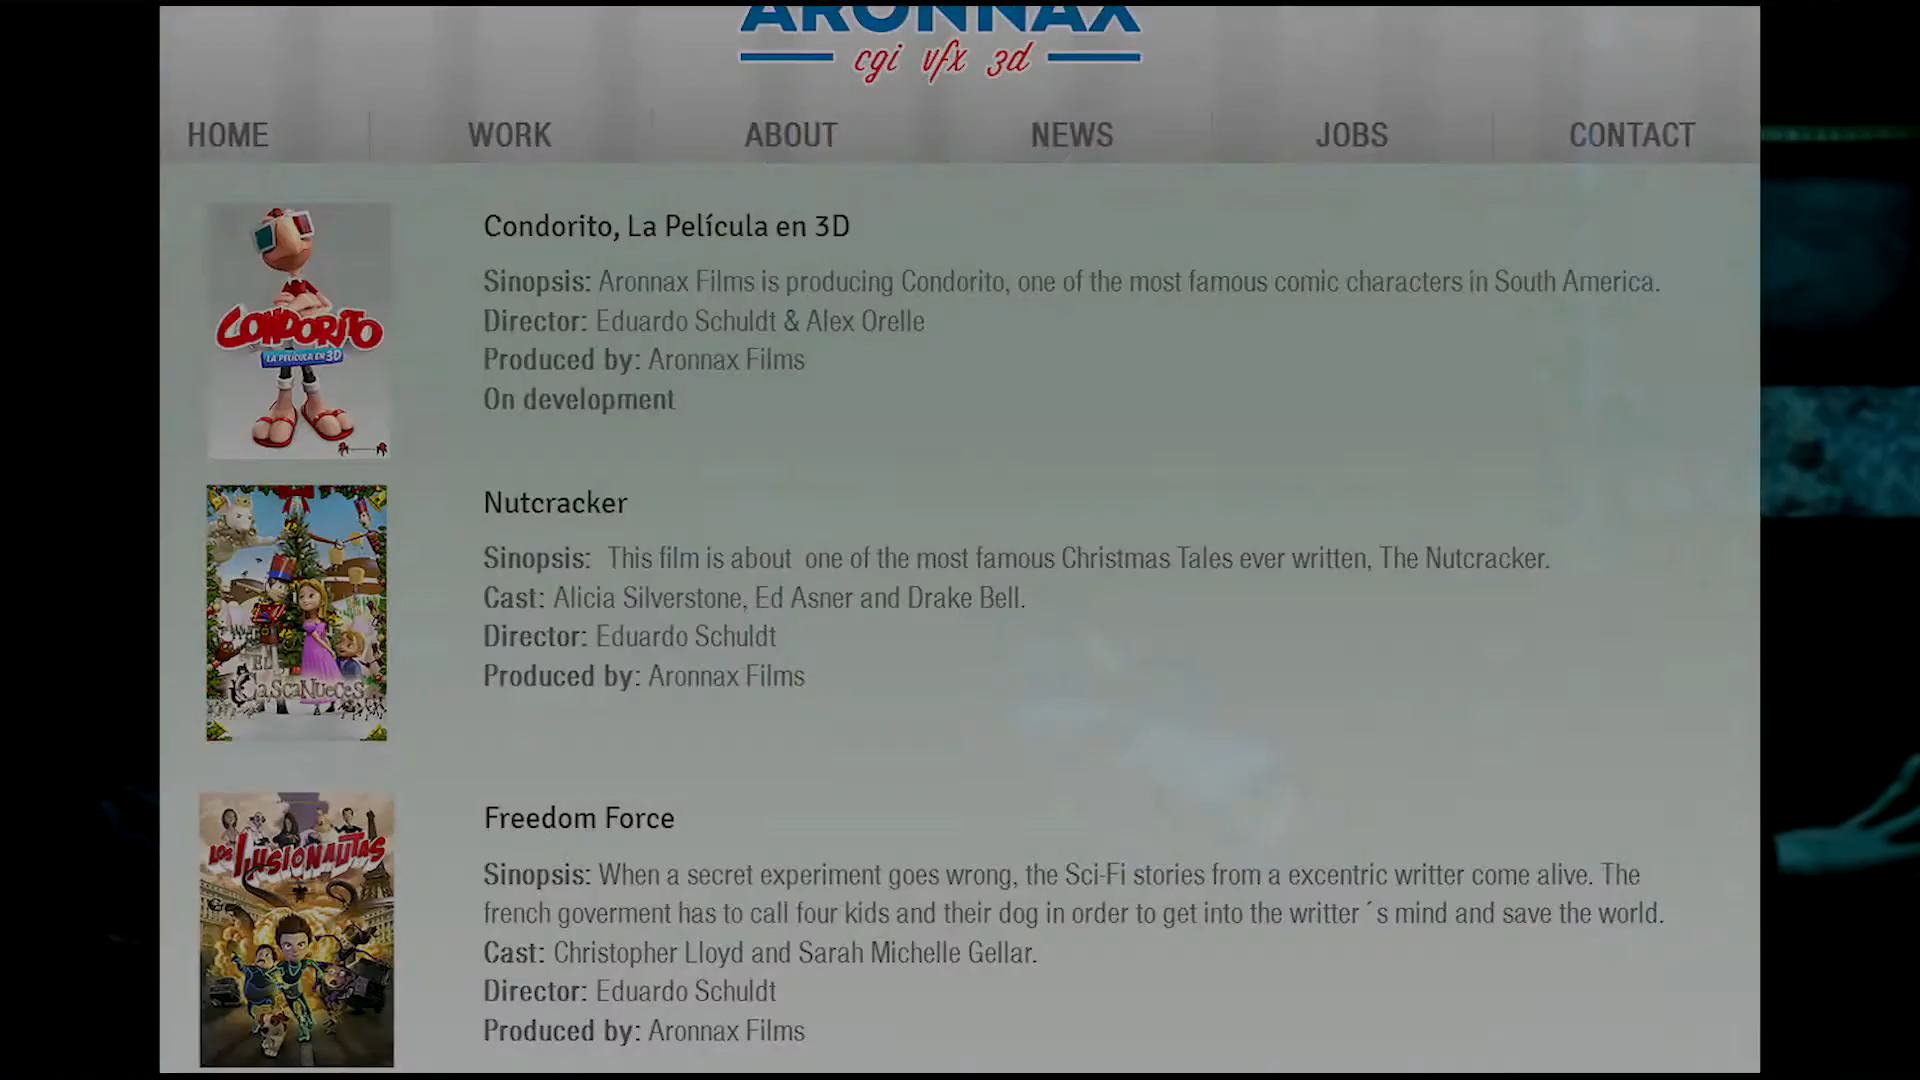 ARONNAX
cgi vfx 3d
HOME WORK ABOUT NEWS JOBS CONTACT
CONDORITO
LA PELÍCULA EN 3D
Condorito, La Película en 3D
Sinopsis: Aronnax Films is producing Condorito, one of the most famous comic characters in South America.
Director: Eduardo Schuldt & Alex Orelle
Produced by: Aronnax Films
On development
EL
CASCANUECES
Nutcracker
Sinopsis: This film is about one of the most famous Christmas Tales ever written, The Nutcracker.
Cast: Alicia Silverstone, Ed Asner and Drake Bell.
Director: Eduardo Schuldt
Produced by: Aronnax Films
LOS ILUSIONAUTAS
Freedom Force
Sinopsis: When a secret experiment goes wrong, the Sci-Fi stories from a excentric writter come alive. The
french goverment has to call four kids and their dog in order to get into the writter ´s mind and save the world.
Cast: Christopher Lloyd and Sarah Michelle Gellar.
Director: Eduardo Schuldt
Produced by: Aronnax Films